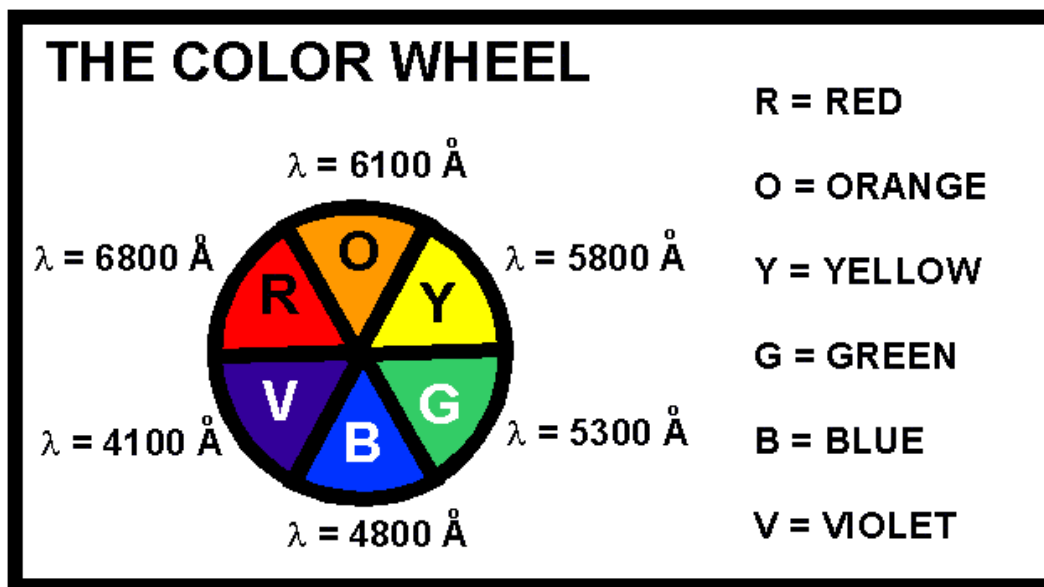 THE COLOR WHEEL
λ = 6100 Å
λ = 6800 Å
λ = 5800 Å
O
R
Y
V
G
B
λ = 4100 Å
λ = 5300 Å
λ = 4800 Å
R = RED
O = ORANGE
Y = YELLOW
G = GREEN
B = BLUE
V = VIOLET